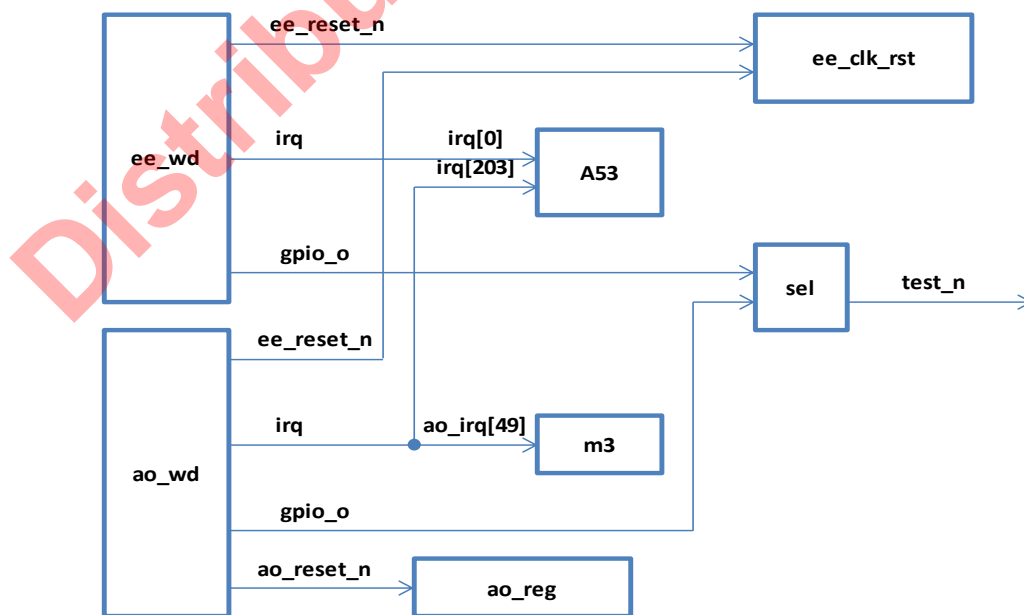 ee_reset_n
ee_clk_rst
irq
irq[0]
ee_wd
irq[203]
A53
gpio_o
sel
test_n
ee_reset_n
irq
ao_irq[49]
m3
ao_wd
gpio_o
ao_reset_n
ao_reg
Distribu